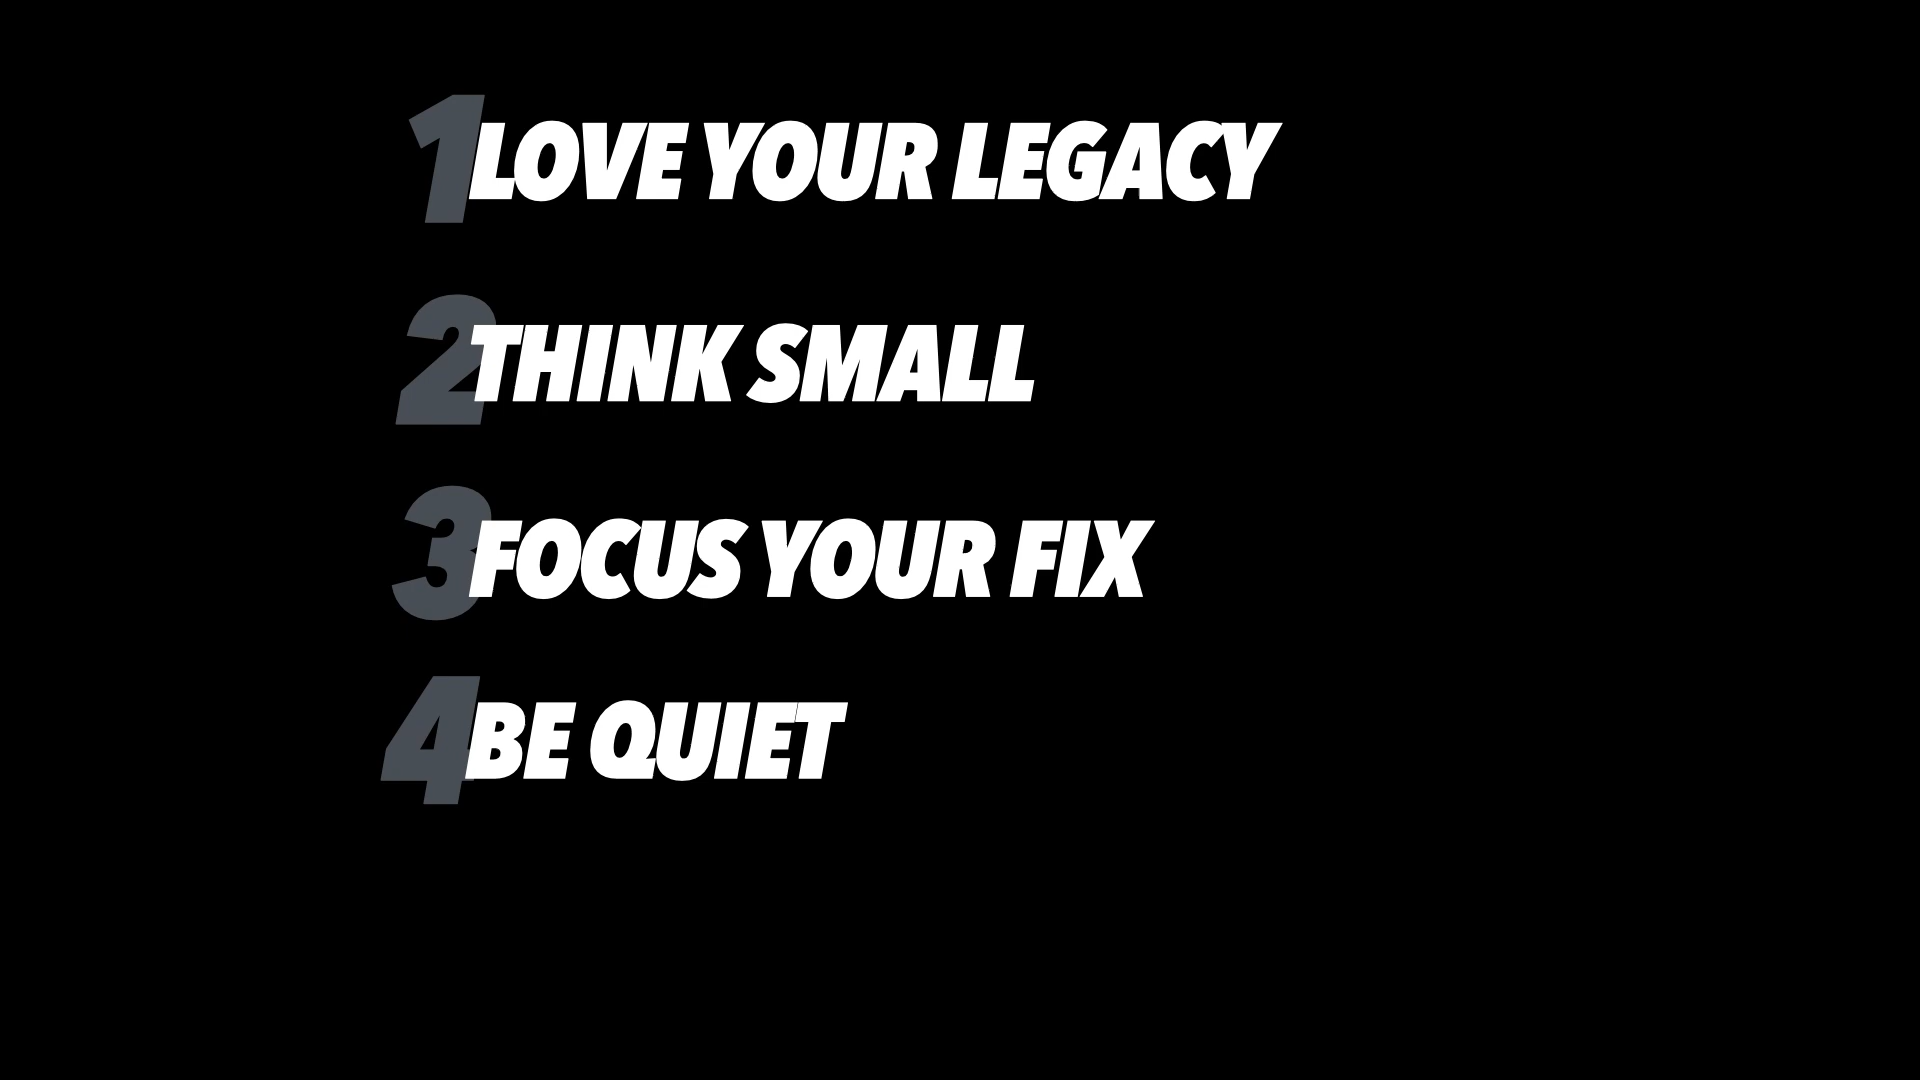 1 LOVE YOUR LEGACY
2 THINK SMALL
3 FOCUS YOUR FIX
4 BE QUIET